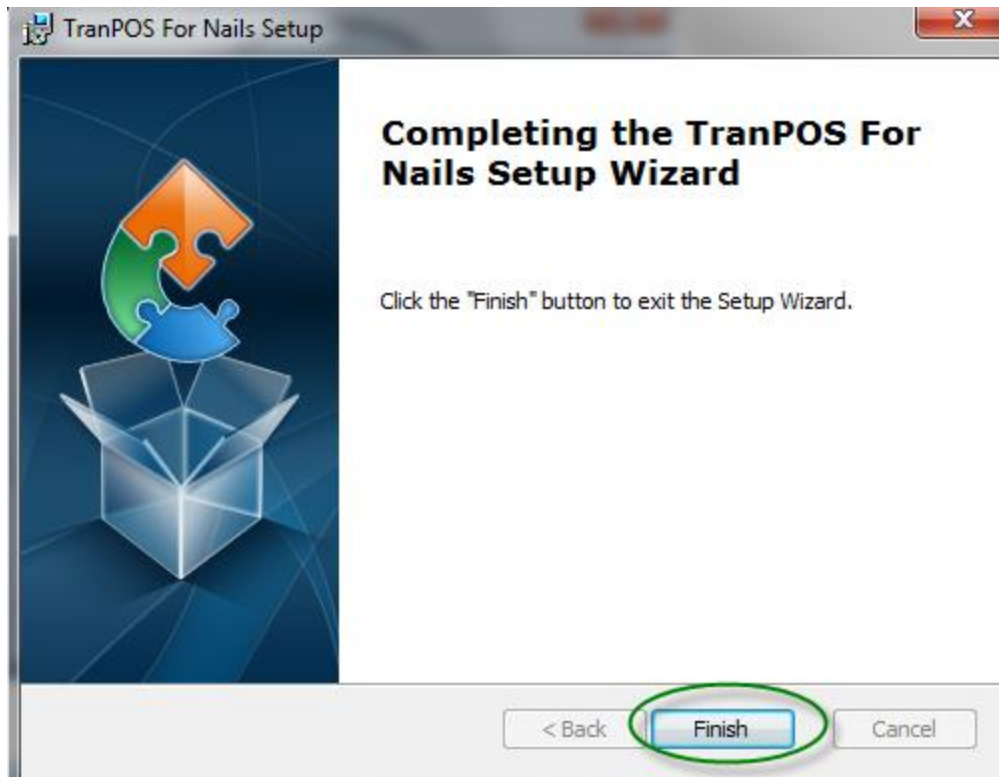 TranPOS For Nails Setup
Completing the TranPOS For
Nails Setup Wizard
Click the "Finish" button to exit the Setup Wizard.
< Back
Finish
Cancel